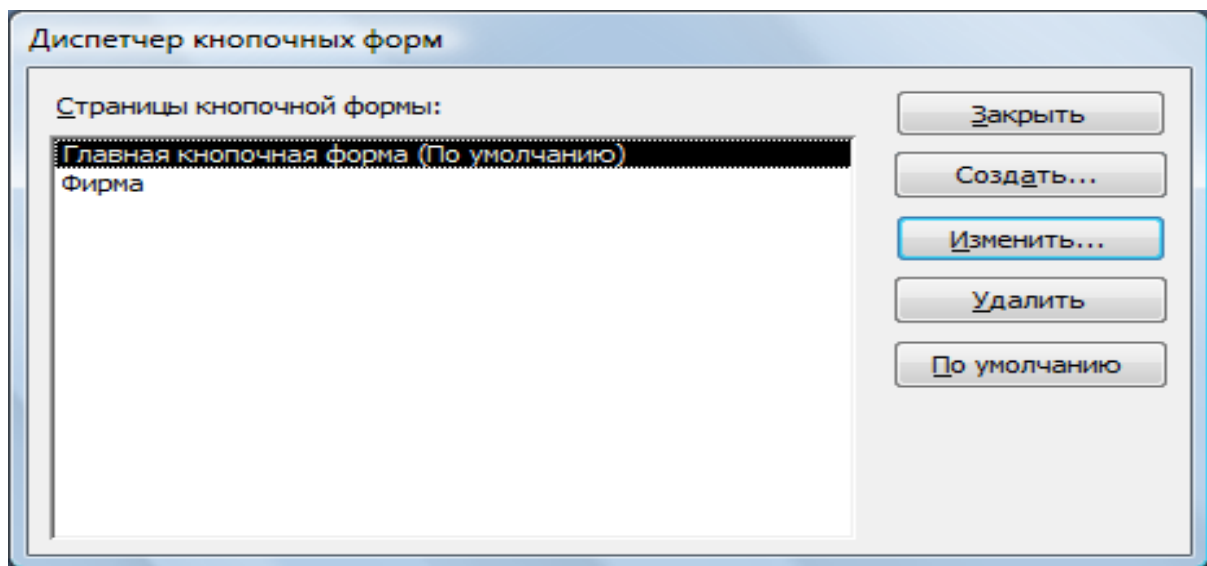 Диспетчер кнопочных форм
Страницы кнопочной формы:
Главная кнопочная форма (По умолчанию)
Фирма
Закрыть
Создать...
Изменить...
Удалить
По умолчанию